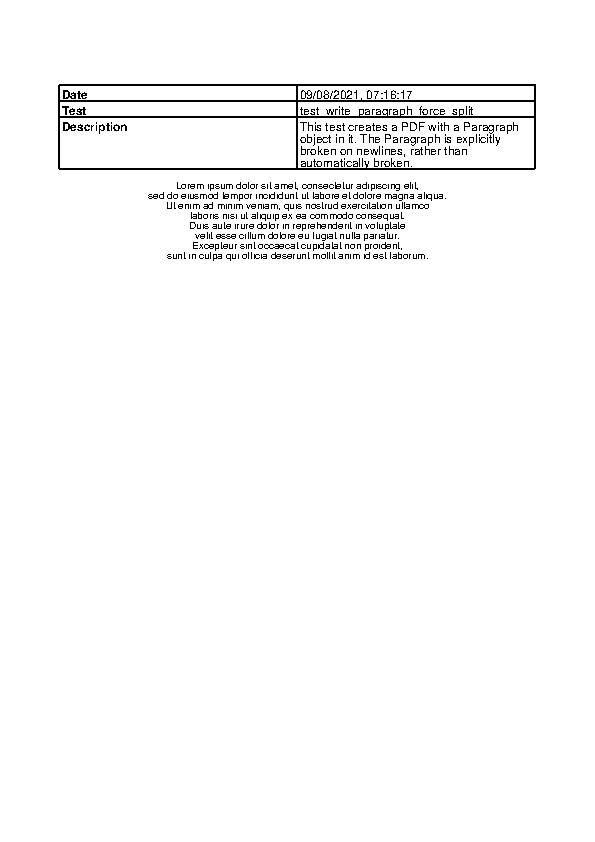 Date 09/08/2021, 07:16:17
Test test_write_paragraph_force_split
Description This test creates a PDF with a Paragraph
object in it. The Paragraph is explicitly
broken on newlines, rather than
automatically broken.
Lorem ipsum dolor sit amet, consectetur adipiscing elit,
sed do eiusmod tempor incididunt ut labore et dolore magna aliqua.
Ut enim ad minim veniam, quis nostrud exercitation ullamco
laboris nisi ut aliquip ex ea commodo consequat.
Duis aute irure dolor in reprehenderit in voluptate
velit esse cillum dolore eu fugiat nulla pariatur.
Excepteur sint occaecat cupidatat non proident,
sunt in culpa qui officia deserunt mollit anim id est laborum.